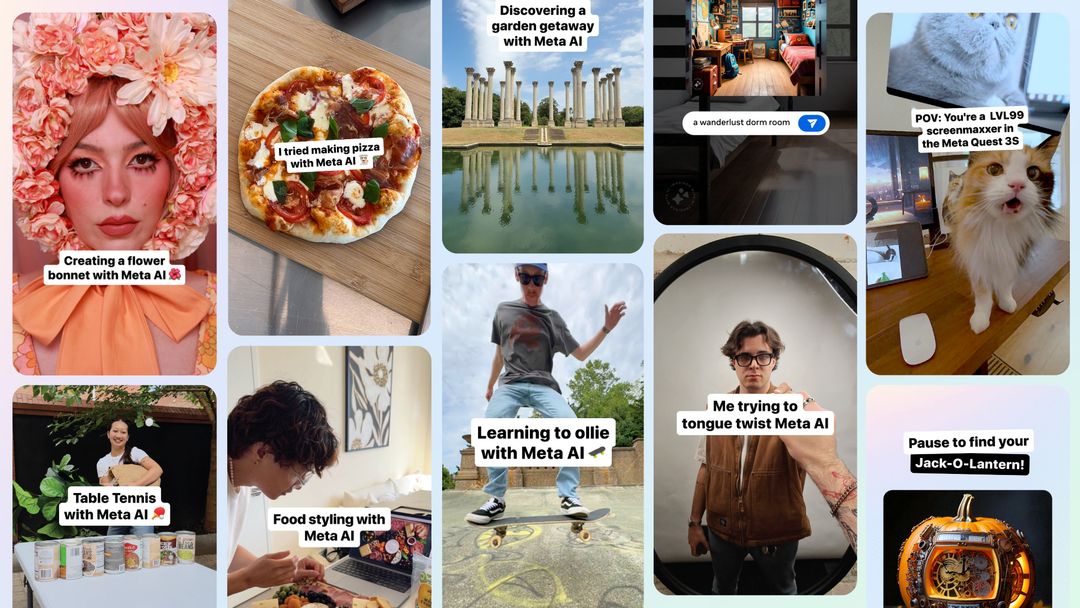 Creating a flower
bonnet with Meta AI 🌺
Table Tennis
with Meta AI 🏓
I tried making pizza
with Meta AI 🍕
Food styling with
Meta AI
Discovering a
garden getaway
with Meta AI
Learning to ollie
with Meta AI 🛹
a wanderlust dorm room
Me trying to
tongue twist Meta AI
POV: You're a LVL99
screenmaxxer in
the Meta Quest 3S
Pause to find your
Jack-O-Lantern!